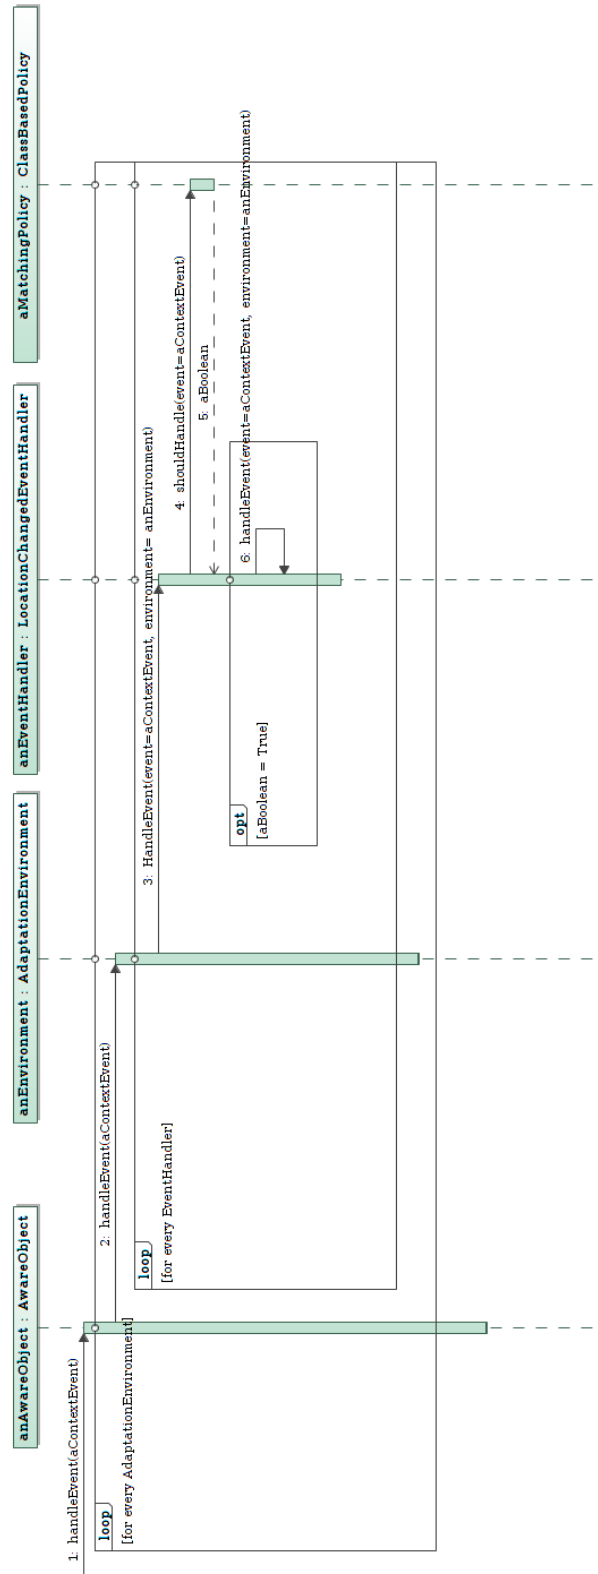 anAwareObject : AwareObject
anEnvironment : AdaptationEnvironment
anEventHandler : LocationChangedEventHandler
aMatchingPolicy : ClassBasedPolicy
1: handleEvent(aContextEvent)
loop
[for every AdaptationEnvironment]
2: handleEvent(aContextEvent)
loop
[for every EventHandler]
3: HandleEvent(event=aContextEvent, environment= anEnvironment)
4: shouldHandle(event=aContextEvent)
5: aBoolean
opt
[aBoolean = True]
6: handleEvent(event=aContextEvent, environment=anEnvironment)